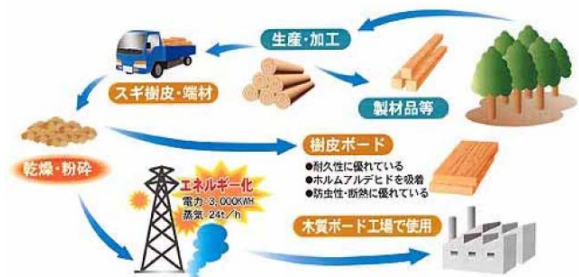 生産・加工
スギ樹皮・端材
製材品等
樹皮ボード
●耐久性に優れている
●ホルムアルデヒドを吸着
●防虫性・断熱に優れている
乾燥・粉砕
エネルギー化
電力 3,000KWH
蒸気 24t/h
木質ボード工場で使用